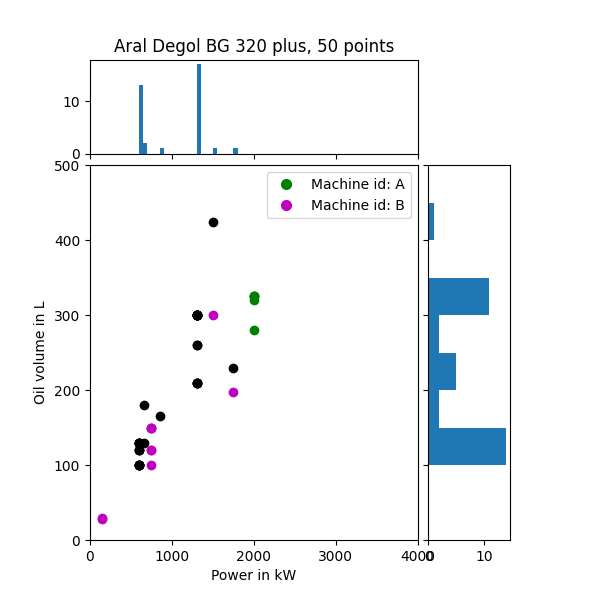 Aral Degol BG 320 plus, 50 points
10
0
500
400
300
200
100
0
Oil volume in L
Machine id: A
Machine id: B
0 1000 2000 3000 4000
0 10
Power in kW